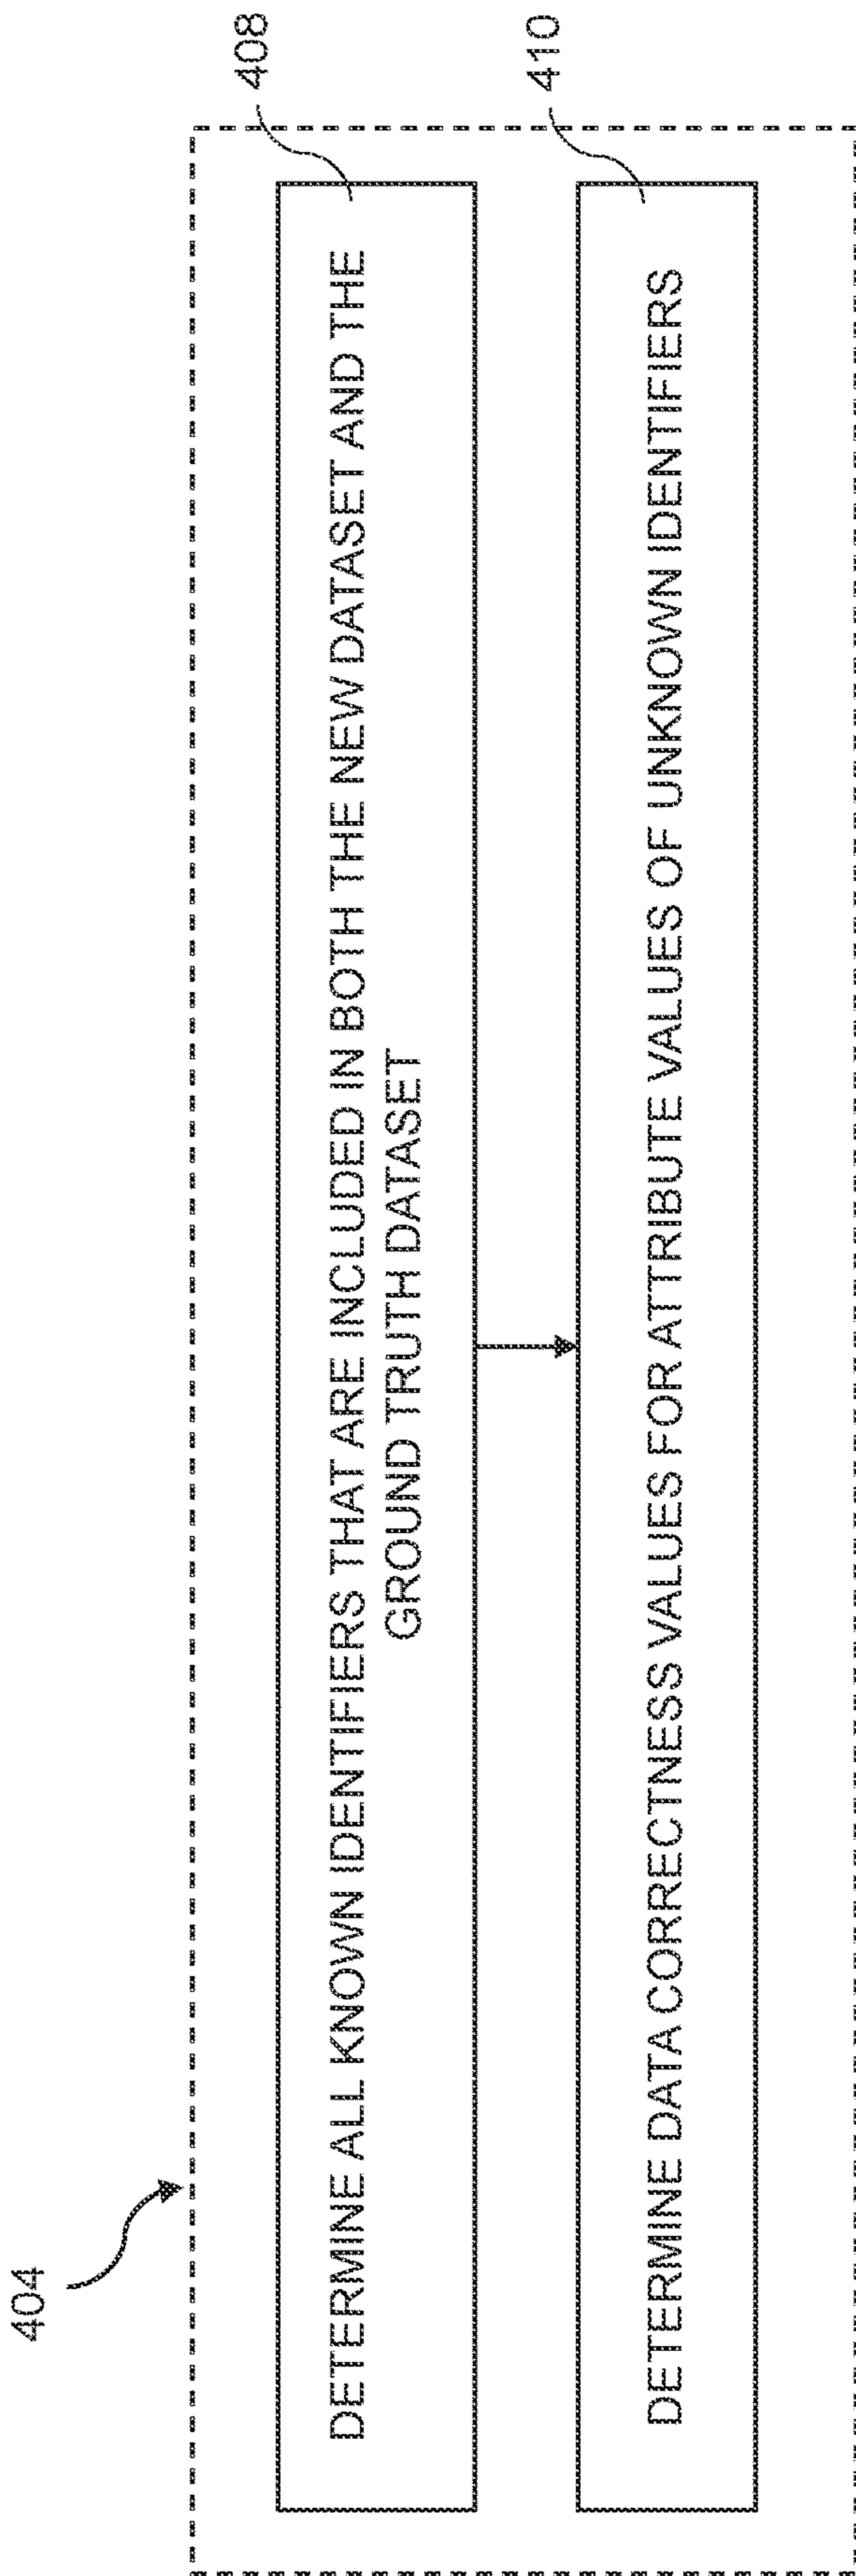 404
408
DETERMINE ALL KNOWN IDENTIFIERS THAT ARE INCLUDED IN BOTH THE NEW DATASET AND THE
GROUND TRUTH DATASET
410
DETERMINE DATA CORRECTNESS VALUES FOR ATTRIBUTE VALUES OF UNKNOWN IDENTIFIERS